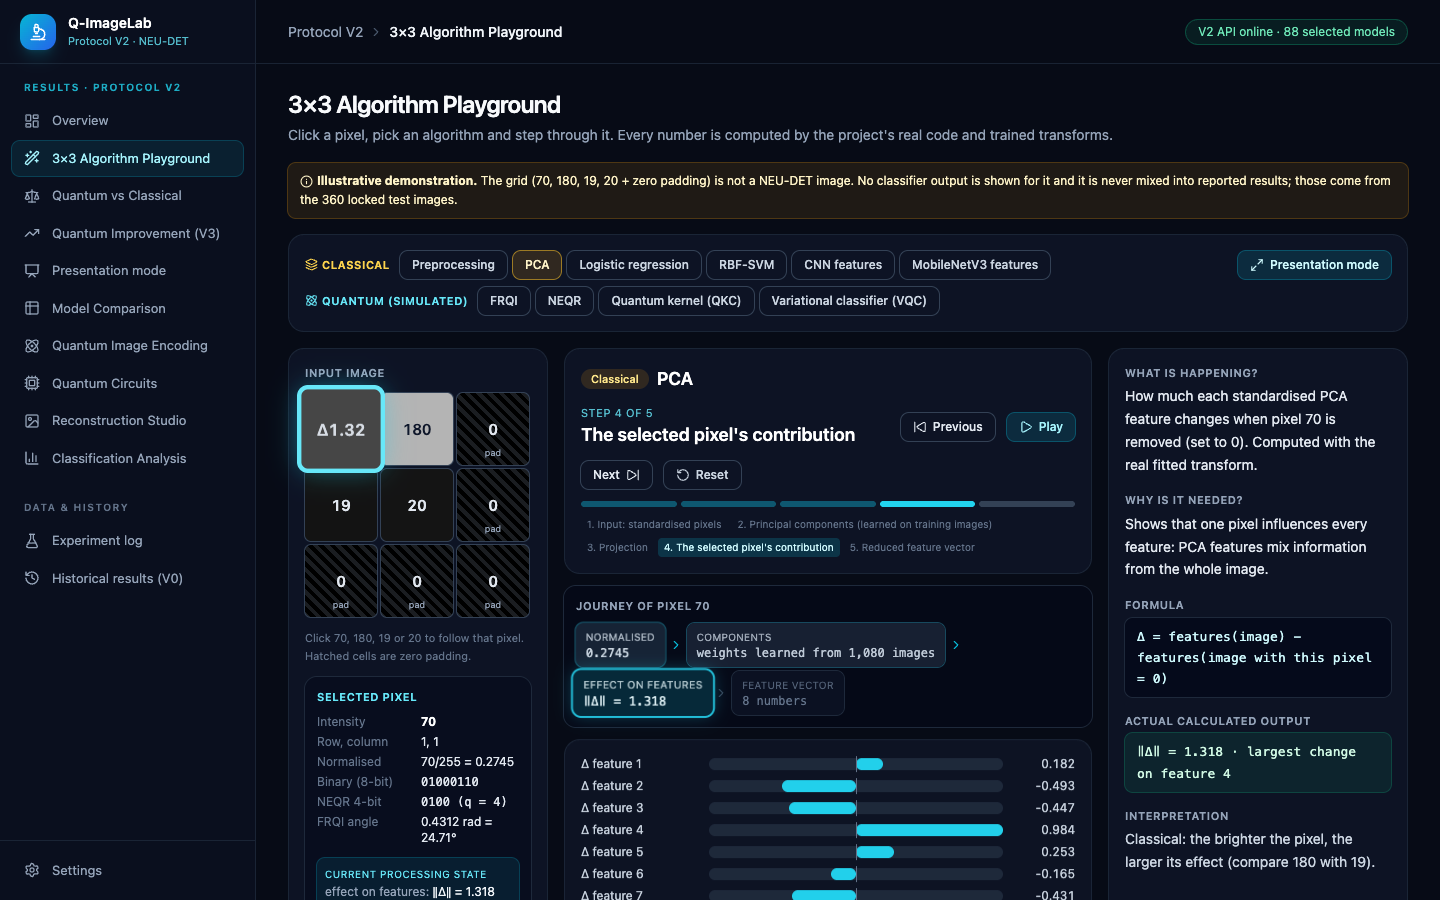 Q-ImageLab
Protocol V2 · NEU-DET
RESULTS · PROTOCOL V2
Overview
3×3 Algorithm Playground
Quantum vs Classical
Quantum Improvement (V3)
Presentation mode
Model Comparison
Quantum Image Encoding
Quantum Circuits
Reconstruction Studio
Classification Analysis
DATA & HISTORY
Experiment log
Historical results (V0)
Settings
Protocol V2 > 3×3 Algorithm Playground
V2 API online · 88 selected models
3×3 Algorithm Playground
Click a pixel, pick an algorithm and step through it. Every number is computed by the project's real code and trained transforms.
Illustrative demonstration. The grid (70, 180, 19, 20 + zero padding) is not a NEU-DET image. No classifier output is shown for it and it is never mixed into reported results; those come from
the 360 locked test images.
CLASSICAL Preprocessing PCA Logistic regression RBF-SVM CNN features MobileNetV3 features
Presentation mode
QUANTUM (SIMULATED) FRQI NEQR Quantum kernel (QKC) Variational classifier (VQC)
INPUT IMAGE
Δ1.32 180 0
pad
19 20 0
pad
0 0 0
pad pad pad
Click 70, 180, 19 or 20 to follow that pixel.
Hatched cells are zero padding.
SELECTED PIXEL
Intensity 70
Row, column 1, 1
Normalised 70/255 = 0.2745
Binary (8-bit) 01000110
NEQR 4-bit 0100 (q = 4)
FRQI angle 0.4312 rad =
24.71°
CURRENT PROCESSING STATE
effect on features: ‖Δ‖ = 1.318
Classical PCA
STEP 4 OF 5
The selected pixel's contribution
Previous
Play
Next
Reset
1. Input: standardised pixels 2. Principal components (learned on training images)
3. Projection 4. The selected pixel's contribution 5. Reduced feature vector
JOURNEY OF PIXEL 70
NORMALISED
0.2745
COMPONENTS
weights learned from 1,080 images
EFFECT ON FEATURES
‖Δ‖ = 1.318
FEATURE VECTOR
8 numbers
Δ feature 1 0.182
Δ feature 2 -0.493
Δ feature 3 -0.447
Δ feature 4 0.984
Δ feature 5 0.253
Δ feature 6 -0.165
Δ feature 7 -0.431
WHAT IS HAPPENING?
How much each standardised PCA
feature changes when pixel 70 is
removed (set to 0). Computed with the
real fitted transform.
WHY IS IT NEEDED?
Shows that one pixel influences every
feature: PCA features mix information
from the whole image.
FORMULA
Δ = features(image) −
features(image with this pixel
= 0)
ACTUAL CALCULATED OUTPUT
‖Δ‖ = 1.318 · largest change
on feature 4
INTERPRETATION
Classical: the brighter the pixel, the
larger its effect (compare 180 with 19).